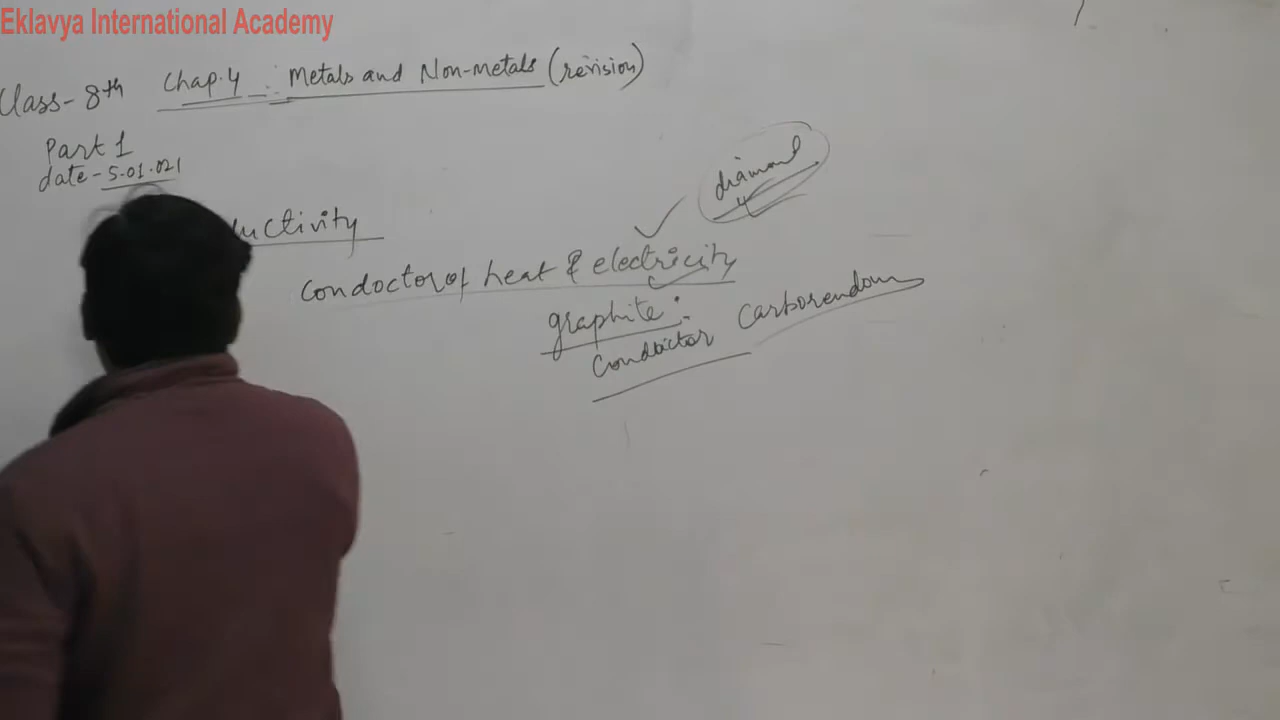 Eklavya International Academy
Class- 8th Chap.4 :. Metals and Non-metals (revision)
Part 1
date - 5.01.021
diamond
uctivity
condoctor of heat & electricity
graphite :
Condoctor Carborendom